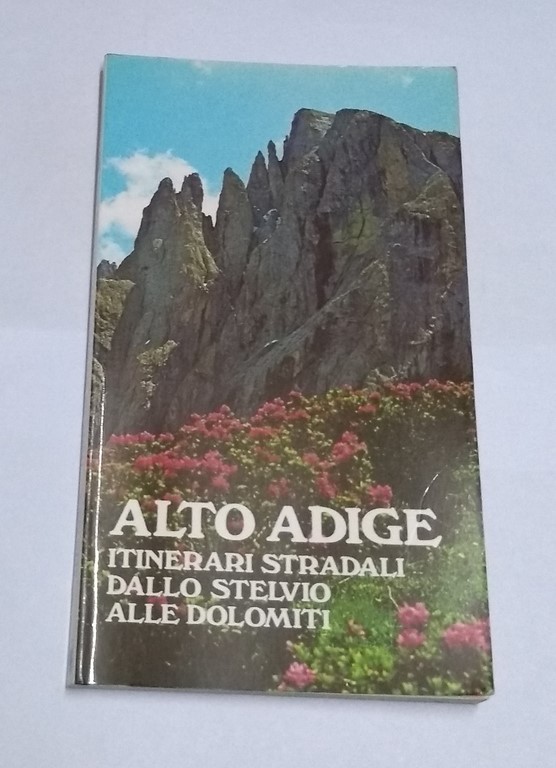 ALTO ADIGE
ITINERARI STRADALI
DALLO STELVIO
ALLE DOLOMITI